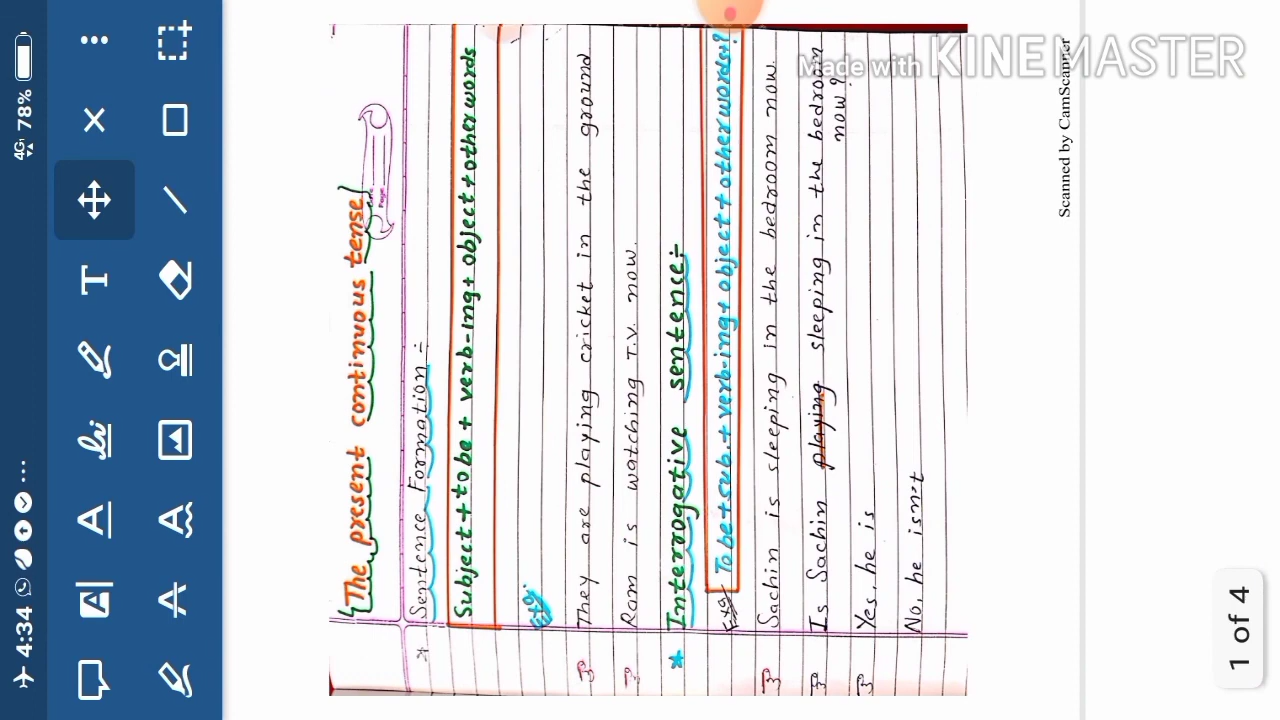 4:34
4G 78%
The present continuous tense
Page
* Sentence Formation :-
Subject + to be + verb-ing + object + other words
Exg.
They are playing cricket in the ground
Ram is watching T.V. now.
* Interrogative sentence :-
To be + sub. + verb-ing + object + other words + ?
Exg
Sachin is sleeping in the bedroom now.
Is Sachin playing sleeping in the bedroom
now ?
Yes, he is
No, he isn't
Made with KINEMASTER
Scanned by CamScanner
1 of 4